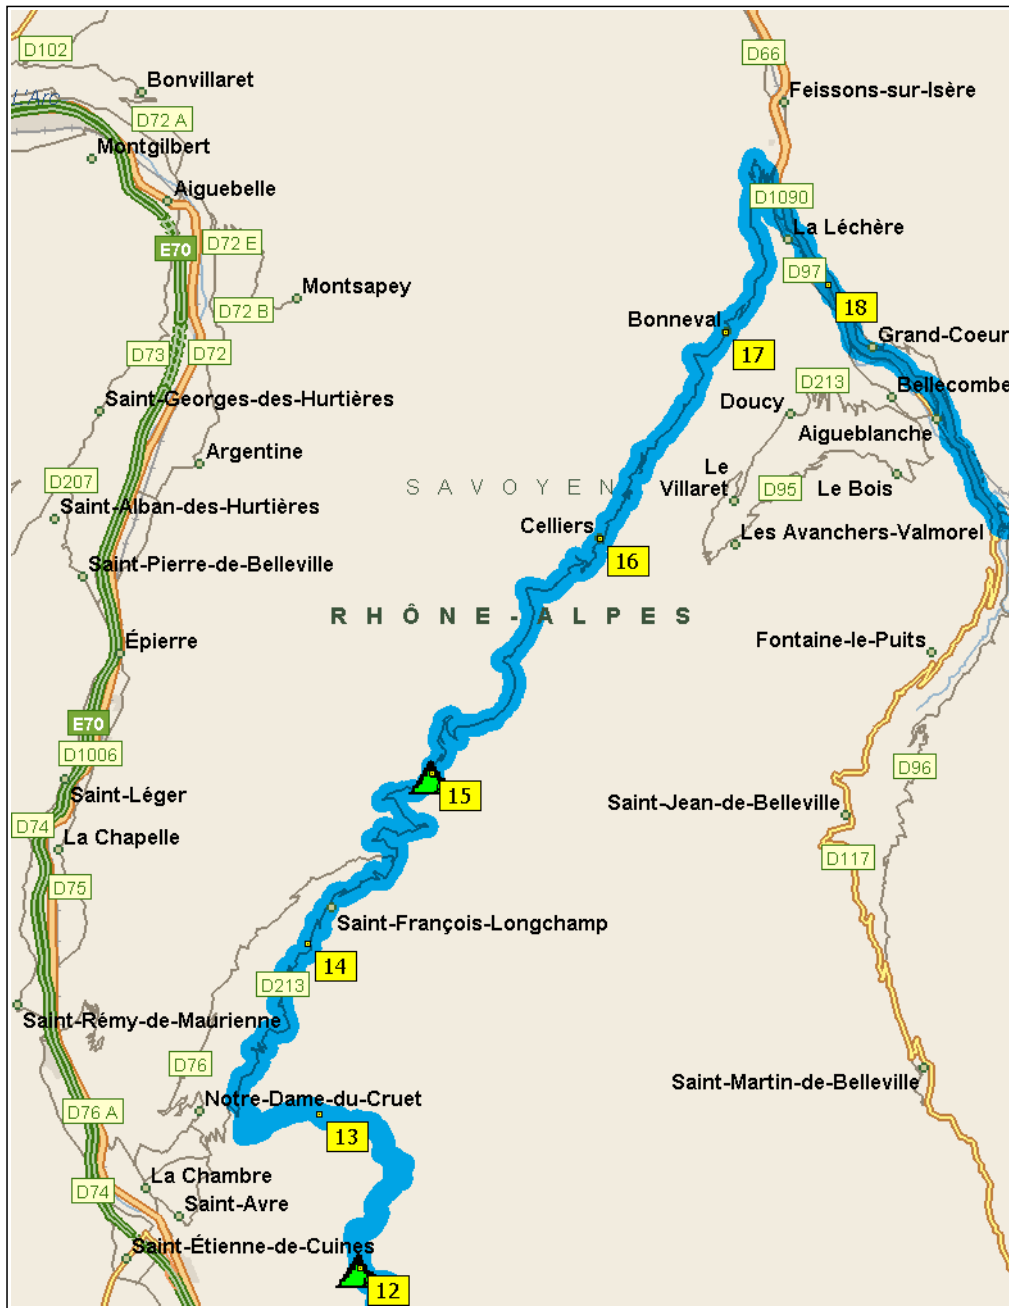 D102
D66
Bonvillaret
Feissons-sur-Isère
L'Arc
D72 A
Montgilbert
Aiguebelle
D1090
La Léchère
E70
D72 E
D97
Montsapey
18
D72 B
Bonneval
Grand-Coeur
17
D73
D72
D213
Bellecombe
Saint-Georges-des-Hurtières
Doucy
Aigueblanche
Argentine
Le
Villaret
D207
SAVOYEN
D95
Le Bois
Saint-Alban-des-Hurtières
Celliers
Les Avanchers-Valmorel
16
Saint-Pierre-de-Belleville
RHÔNE-ALPES
Épierre
Fontaine-le-Puits
E70
D1006
D96
Saint-Léger
15
Saint-Jean-de-Belleville
D74
La Chapelle
D117
D75
Saint-François-Longchamp
14
D213
Saint-Rémy-de-Maurienne
D76
Saint-Martin-de-Belleville
Notre-Dame-du-Cruet
D76 A
13
La Chambre
D74
Saint-Avre
Saint-Étienne-de-Cuines
12